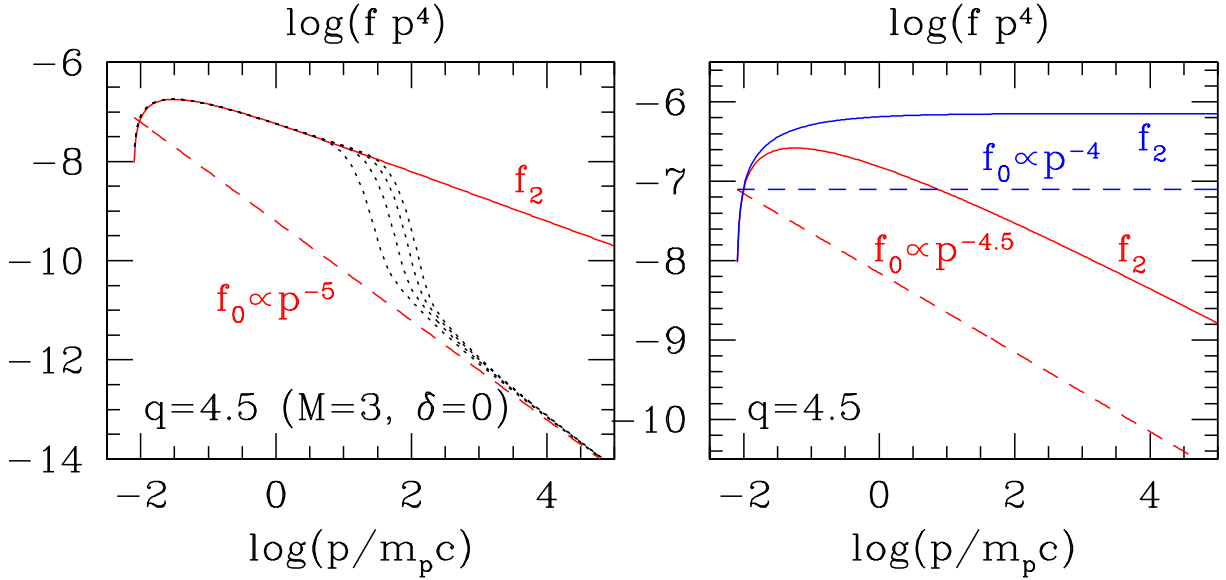 log(f p⁴)
−6
−8
−10
−12
−14
f₂
f₀∝p⁻⁵
q=4.5 (M=3, δ=0)
−2 0 2 4
log(p/mₚc)
log(f p⁴)
−6
−7
−8
−9
−10
f₂
f₀∝p⁻⁴
f₀∝p⁻⁴·⁵
f₂
q=4.5
−2 0 2 4
log(p/mₚc)